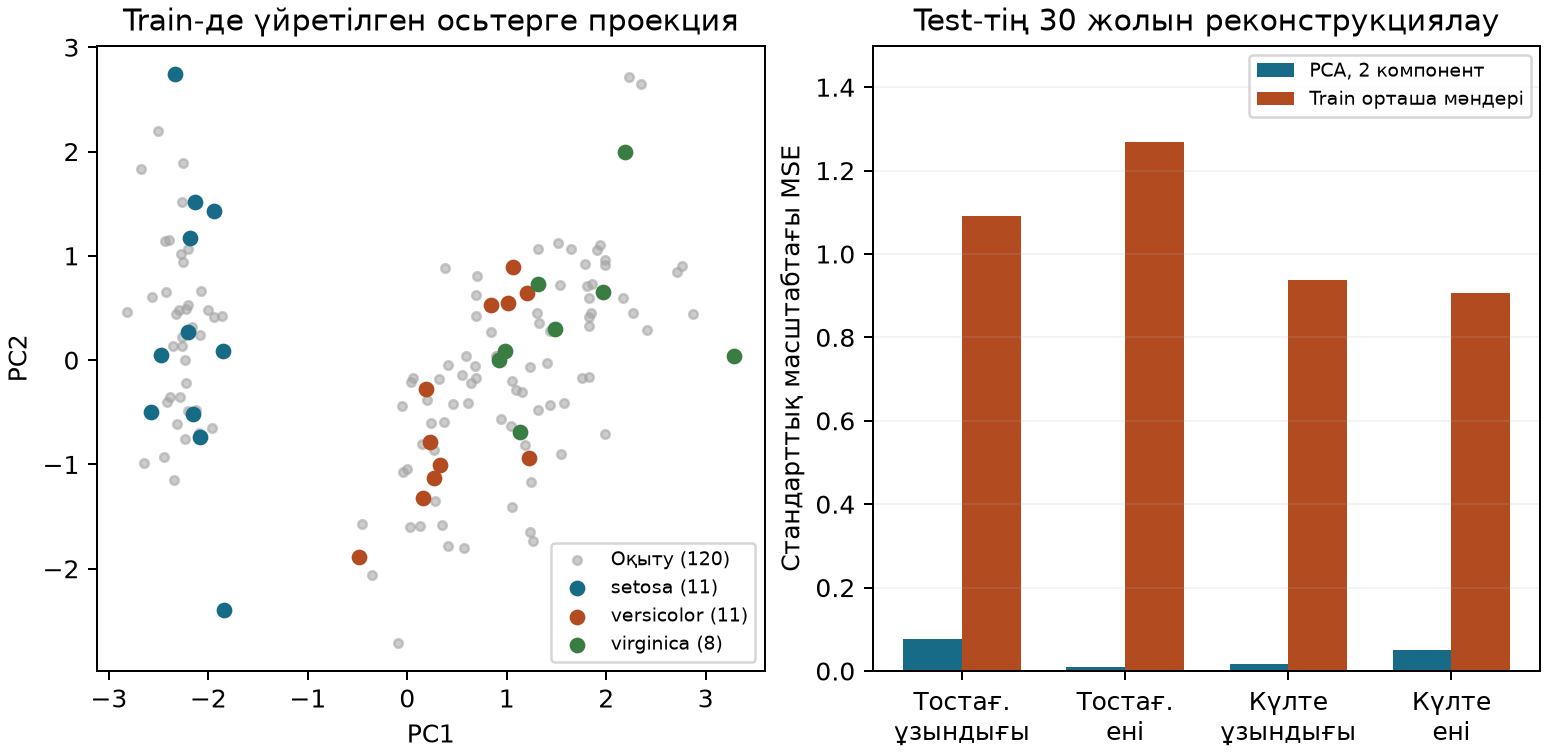 Train-де үйретілген осьтерге проекция
3
2
1
0
−1
−2
PC2
−3
−2
−1
0
1
2
3
PC1
Оқыту (120)
setosa (11)
versicolor (11)
virginica (8)
Test-тің 30 жолын реконструкциялау
Стандарттық масштабтағы MSE
1.4
1.2
1.0
0.8
0.6
0.4
0.2
0.0
PCA, 2 компонент
Train орташа мәндері
Тостағ.
ұзындығы
Тостағ.
ені
Күлте
ұзындығы
Күлте
ені